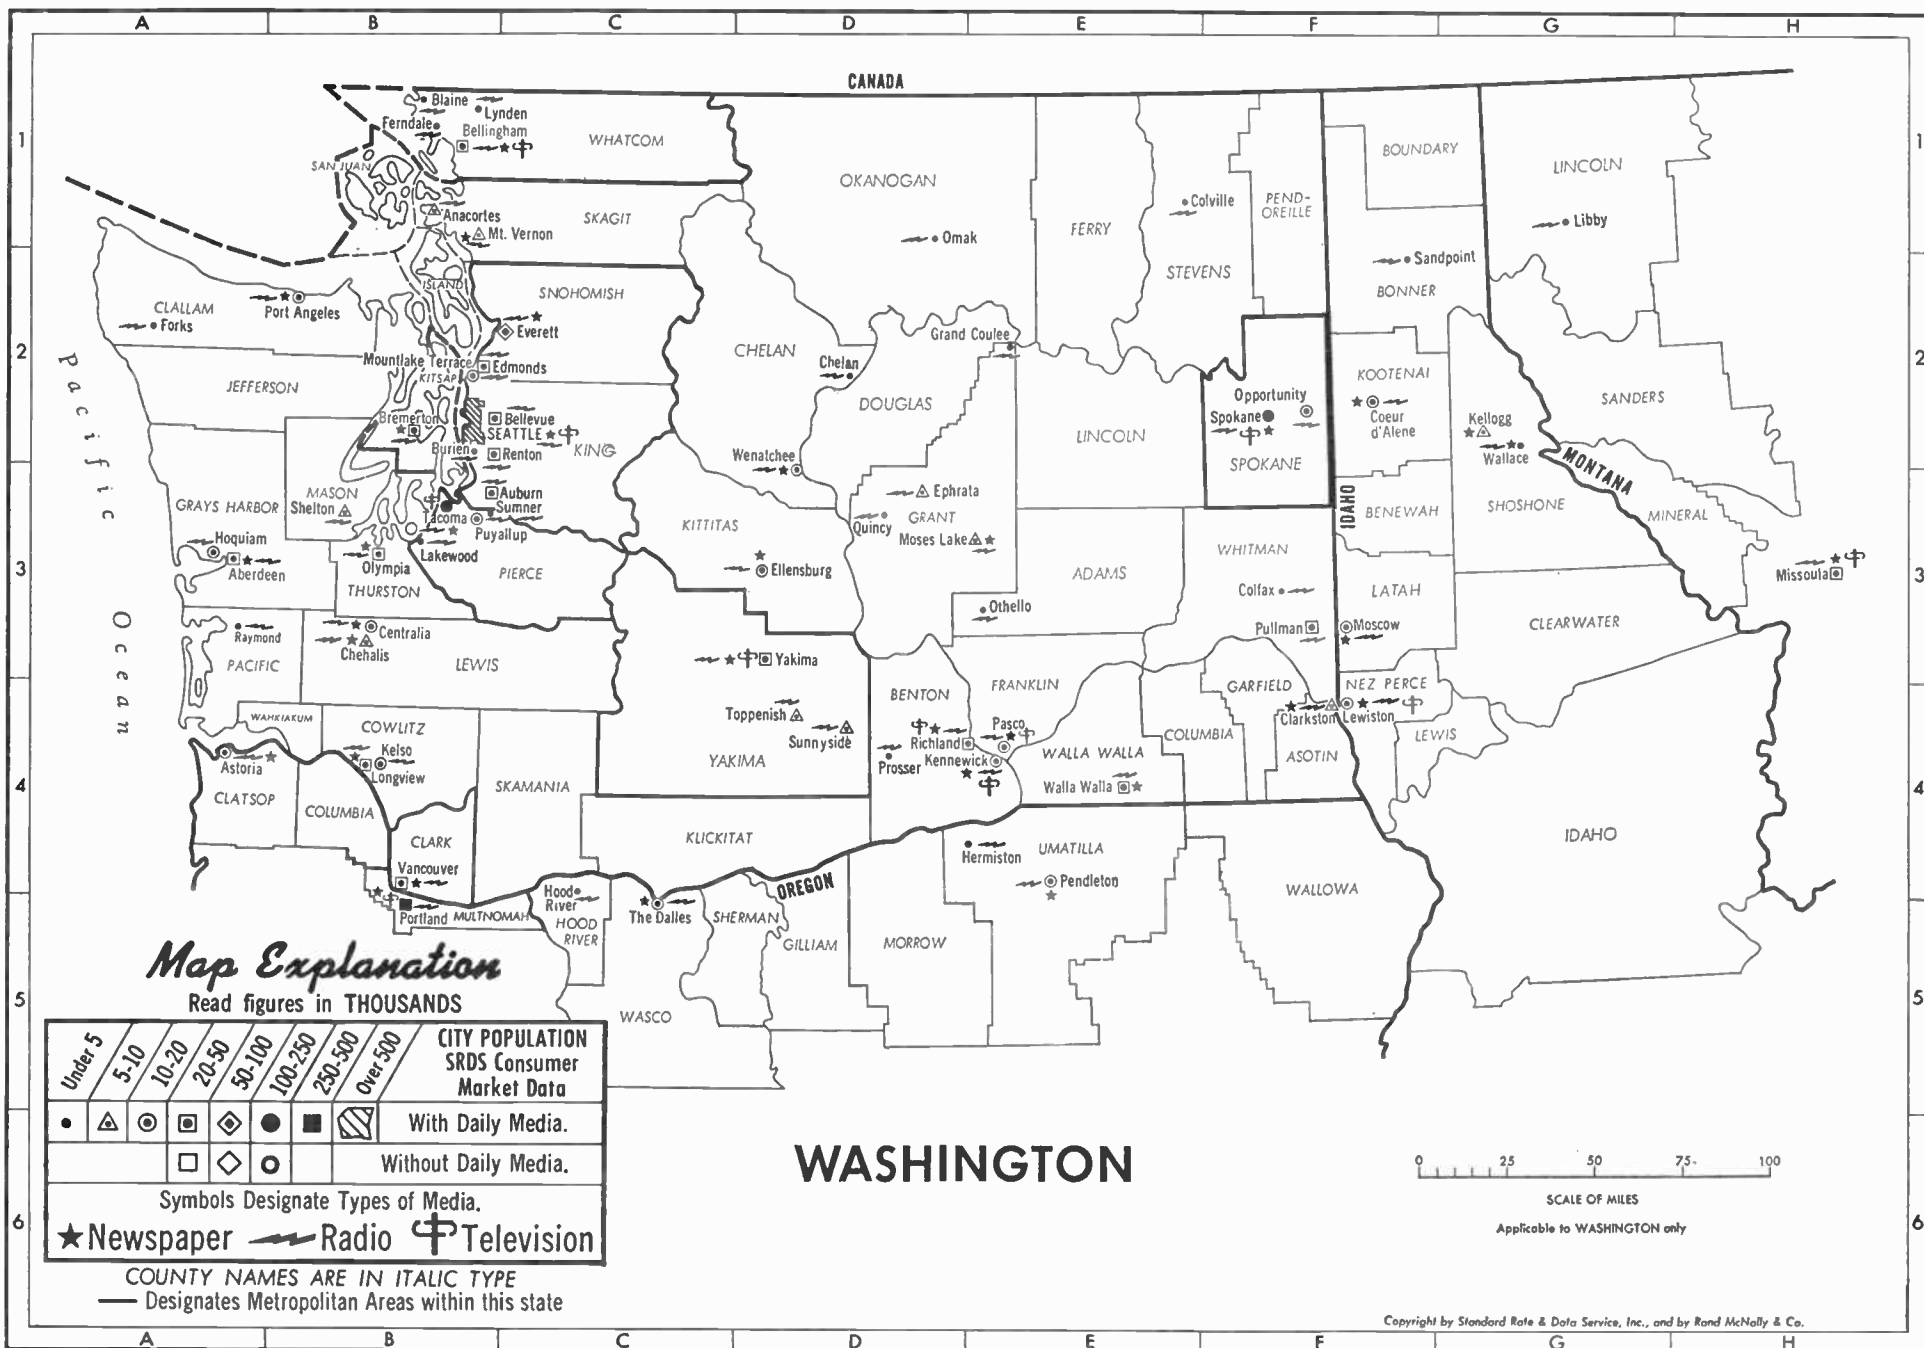 A B C D E F G H
CANADA
1
1
Blaine
Lynden
Ferndale
Bellingham
WHATCOM
SAN JUAN
OKANOGAN
BOUNDARY
LINCOLN
Anacortes
SKAGIT
Mt. Vernon
Omak
FERRY
Colville
PEND-
OREILLE
Libby
Sandpoint
STEVENS
BONNER
ISLAND
SNOHOMISH
CLALLAM
Port Angeles
Forks
Everett
Pacific
Ocean
2
2
Mountlake Terrace
Edmonds
KITSAP
CHELAN
Chelan
Grand Coulee
JEFFERSON
DOUGLAS
LINCOLN
KOOTENAI
SANDERS
Bremerton
Bellevue
SEATTLE
Burien
Renton
KING
Opportunity
Spokane
SPOKANE
Coeur
d'Alene
Kellogg
Wallace
MONTANA
Wenatchee
GRAYS HARBOR
MASON
Shelton
Auburn
Sumner
Tacoma
Puyallup
KITTITAS
Ephrata
Quincy
GRANT
Moses Lake
IDAHO
BENEWAH
SHOSHONE
MINERAL
3
3
Hoquiam
Aberdeen
Olympia
Lakewood
PIERCE
THURSTON
Ellensburg
ADAMS
WHITMAN
Colfax
LATAH
Missoula
Othello
Raymond
PACIFIC
Centralia
Chehalis
LEWIS
Yakima
Pullman
Moscow
CLEARWATER
BENTON
FRANKLIN
GARFIELD
NEZ PERCE
Clarkston
Lewiston
LEWIS
WAHKIAKUM
COWLITZ
Toppenish
Sunnyside
Richland
Pasco
Kennewick
Prosser
WALLA WALLA
Walla Walla
COLUMBIA
ASOTIN
4
4
Astoria
CLATSOP
COLUMBIA
Kelso
Longview
SKAMANIA
YAKIMA
CLARK
KLICKITAT
IDAHO
Vancouver
Hermiston
UMATILLA
Pendleton
WALLOWA
OREGON
Portland
MULTNOMAH
Hood
River
HOOD
RIVER
The Dalles
SHERMAN
GILLIAM
MORROW
WASCO
5
5
Map Explanation
Read figures in THOUSANDS
Under 5
5-10
10-20
20-50
50-100
100-250
250-500
Over 500
CITY POPULATION
SRDS Consumer
Market Data
With Daily Media.
Without Daily Media.
Symbols Designate Types of Media.
Newspaper Radio Television
COUNTY NAMES ARE IN ITALIC TYPE
Designates Metropolitan Areas within this state
WASHINGTON
0 25 50 75 100
SCALE OF MILES
Applicable to WASHINGTON only
6
6
Copyright by Standard Rate & Data Service, Inc., and by Rand McNally & Co.
A B C D E F G H